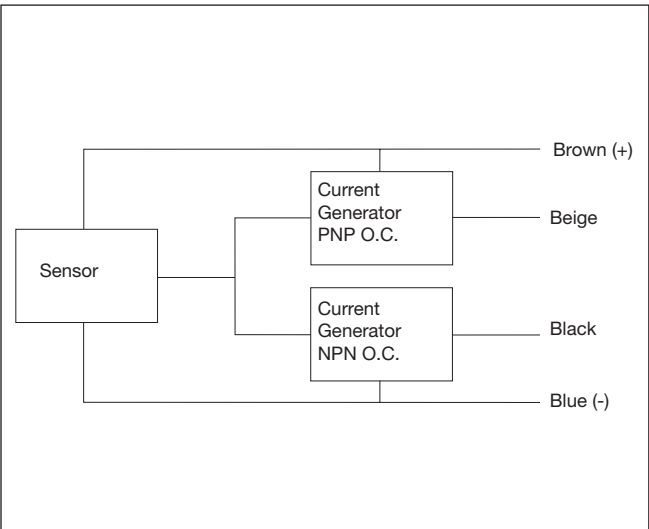 Brown (+)
Current
Generator
PNP O.C.
Beige
Sensor
Current
Generator
NPN O.C.
Black
Blue (-)